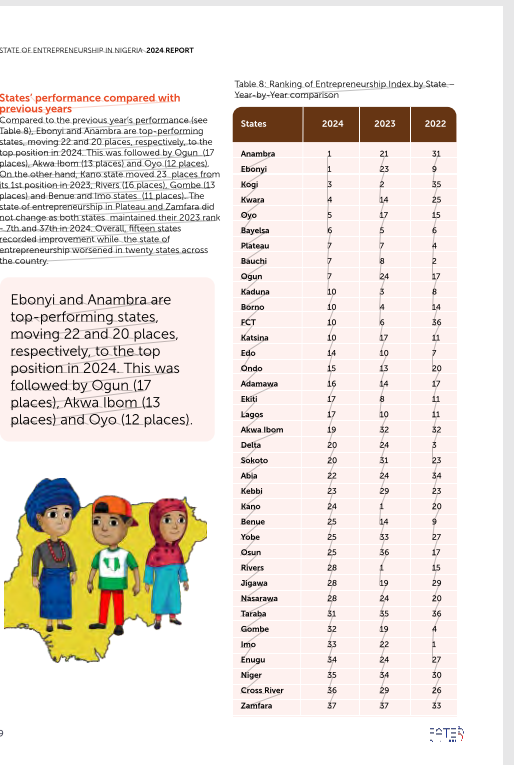 STATE OF ENTREPRENEURSHIP IN NIGERIA 2024 REPORT
States' performance compared with
previous years
Compared to the previous year's performance (see
Table 8), Ebonyi and Anambra are top-performing
states, moving 22 and 20 places, respectively, to the
top position in 2024. This was followed by Ogun (17
places), Akwa Ibom (13 places) and Oyo (12 places).
On the other hand, Kano state moved 23 places from
its 1st position in 2023, Rivers (16 places), Gombe (13
places) and Benue and Imo states (11 places). The
state of entrepreneurship in Plateau and Zamfara did
not change as both states maintained their 2023 rank
- 7th and 37th in 2024. Overall, fifteen states
recorded improvement while the state of
entrepreneurship worsened in twenty states across
the country.
Ebonyi and Anambra are
top-performing states,
moving 22 and 20 places,
respectively, to the top
position in 2024. This was
followed by Ogun (17
places), Akwa Ibom (13
places) and Oyo (12 places).
Table 8: Ranking of Entrepreneurship Index by State –
Year-by-Year comparison
States 2024 2023 2022
Anambra 1 21 31
Ebonyi 1 23 9
Kogi 3 2 35
Kwara 4 14 25
Oyo 5 17 15
Bayelsa 6 5 6
Plateau 7 7 4
Bauchi 7 8 2
Ogun 7 24 17
Kaduna 10 3 8
Borno 10 4 14
FCT 10 6 36
Katsina 10 17 11
Edo 14 10 7
Ondo 15 13 20
Adamawa 16 14 17
Ekiti 17 8 11
Lagos 17 10 11
Akwa Ibom 19 32 32
Delta 20 24 3
Sokoto 20 31 23
Abia 22 24 34
Kebbi 23 29 23
Kano 24 1 20
Benue 25 14 9
Yobe 25 33 27
Osun 25 36 17
Rivers 28 1 15
Jigawa 28 19 29
Nasarawa 28 24 20
Taraba 31 35 36
Gombe 32 19 4
Imo 33 22 1
Enugu 34 24 27
Niger 35 34 30
Cross River 36 29 26
Zamfara 37 37 33
9